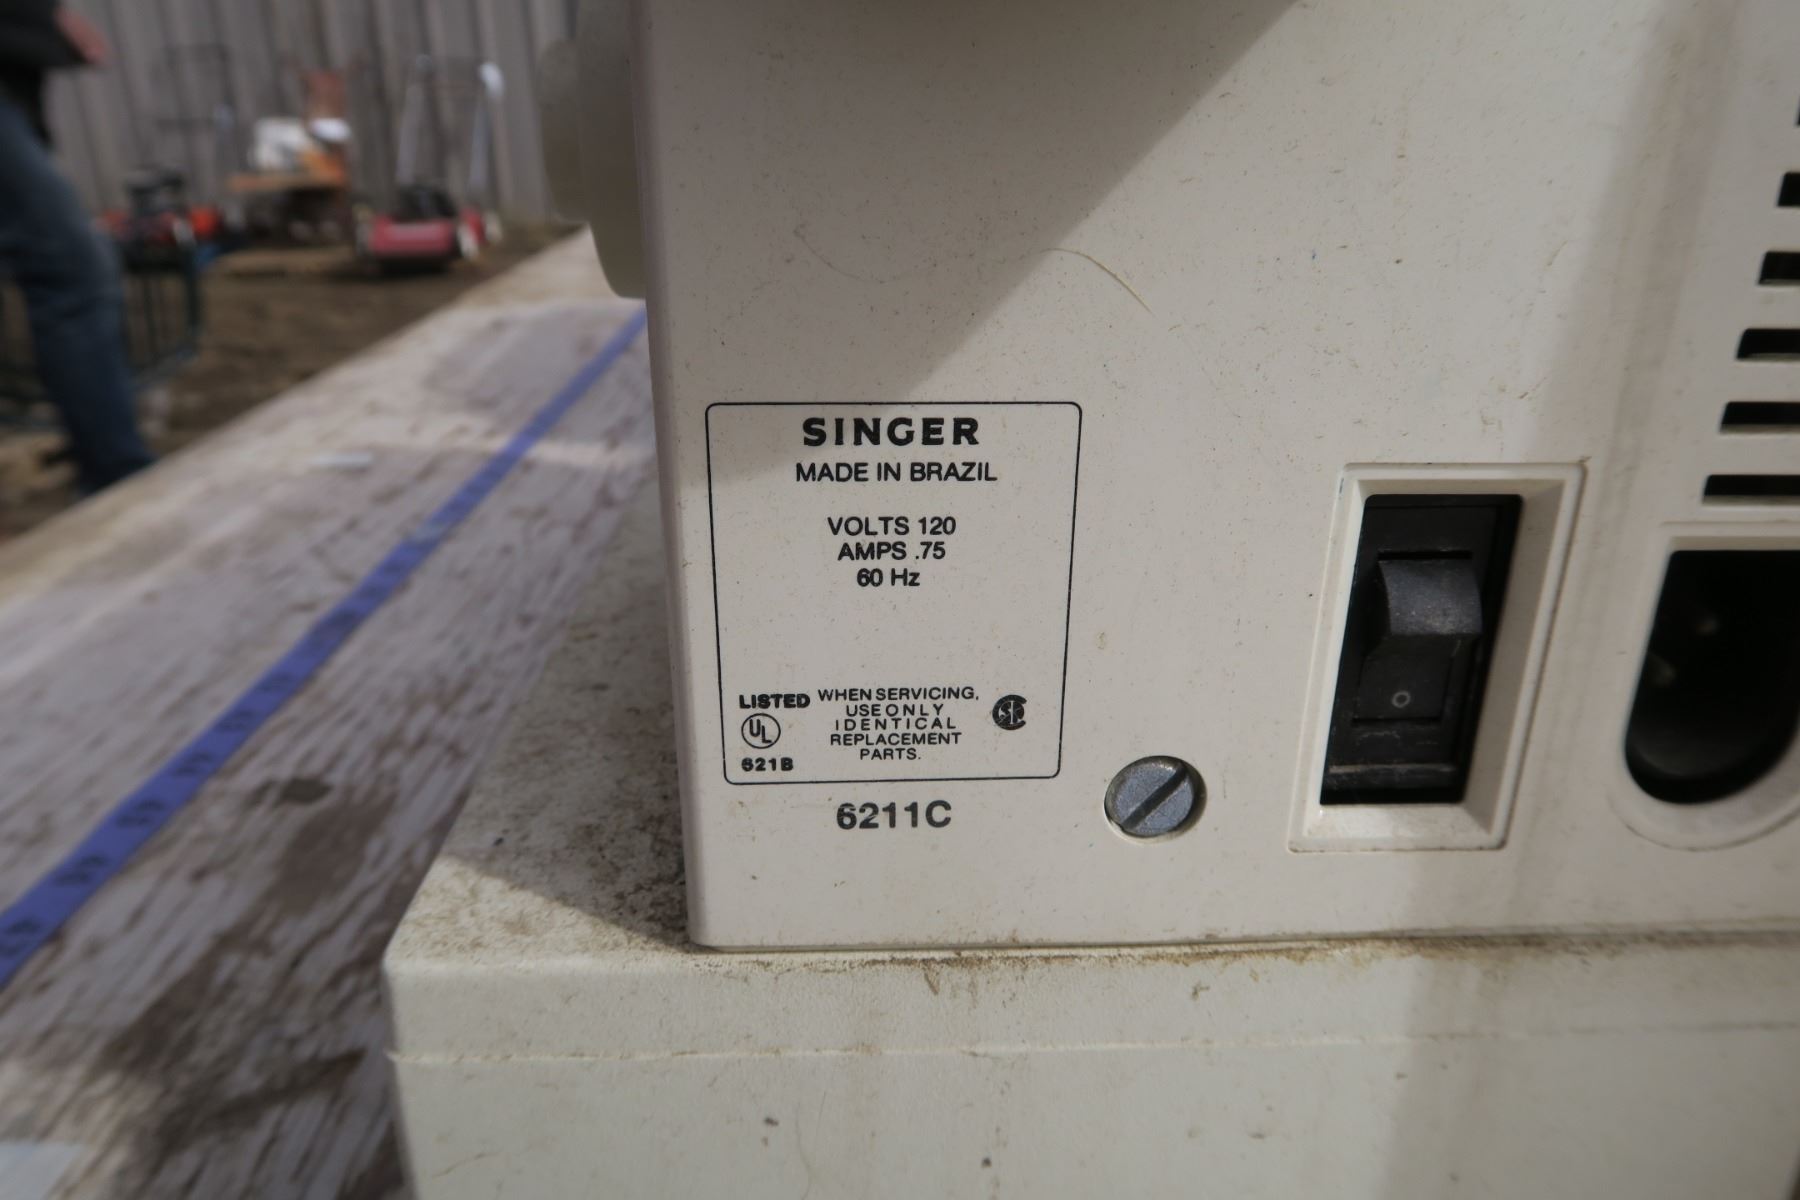 SINGER
MADE IN BRAZIL
VOLTS 120
AMPS .75
60 Hz
LISTED
UL
621B
WHEN SERVICING,
USE ONLY
IDENTICAL
REPLACEMENT
PARTS.
6211C